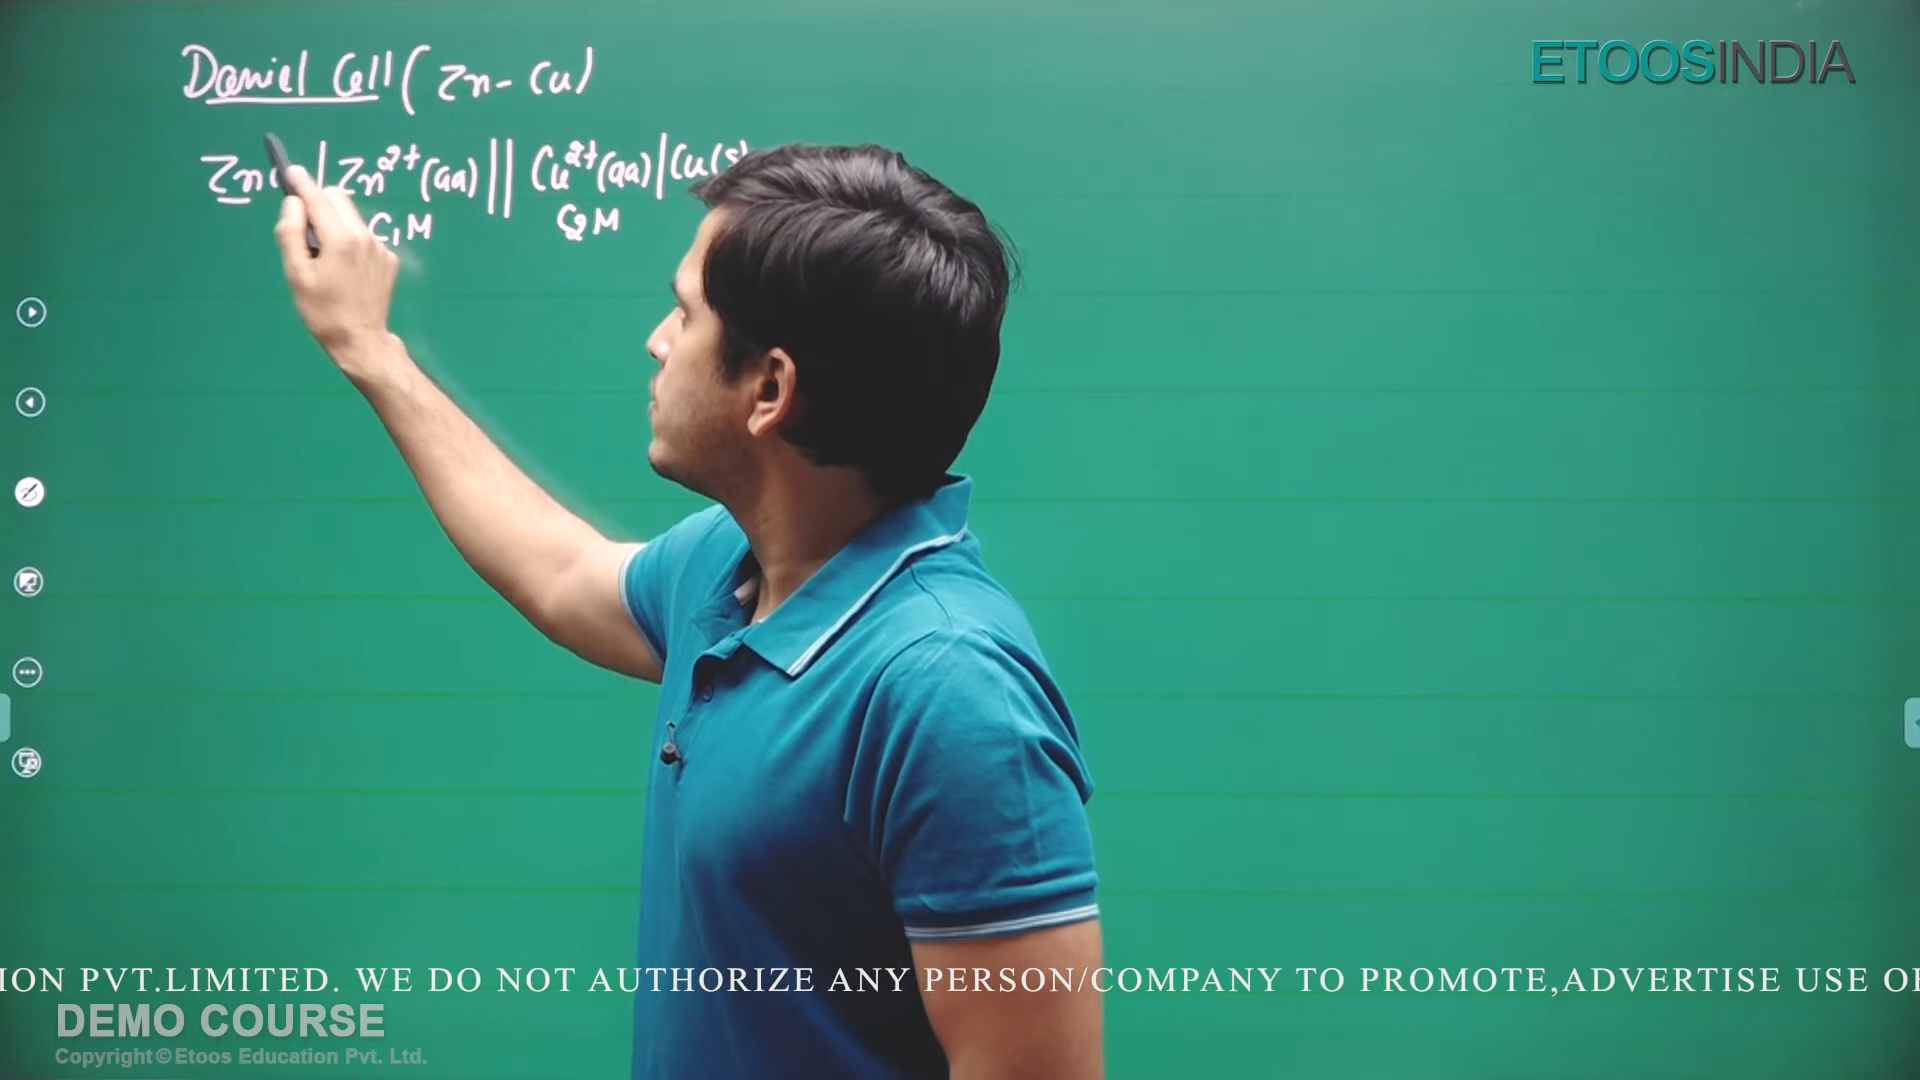 ETOOSINDIA
Daniel Cell (Zn-Cu)
Zn | Zn²⁺(aq) || Cu²⁺(aq) | Cu(s)
C₁M C₂M
ION PVT.LIMITED. WE DO NOT AUTHORIZE ANY PERSON/COMPANY TO PROMOTE,ADVERTISE USE
DEMO COURSE
Copyright©Etoos Education Pvt. Ltd.